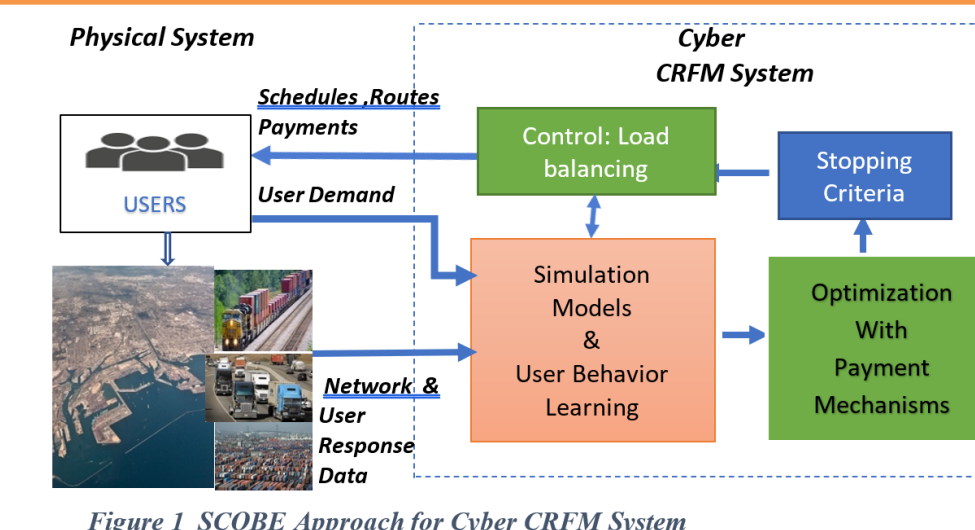 Physical System
Cyber
CRFM System
Schedules ,Routes
Payments
Control: Load
balancing
Stopping
Criteria
USERS
User Demand
Simulation
Models
&
User Behavior
Learning
Optimization
With
Payment
Mechanisms
Network &
User
Response
Data
Figure 1 SCOBE Approach for Cyber CRFM System